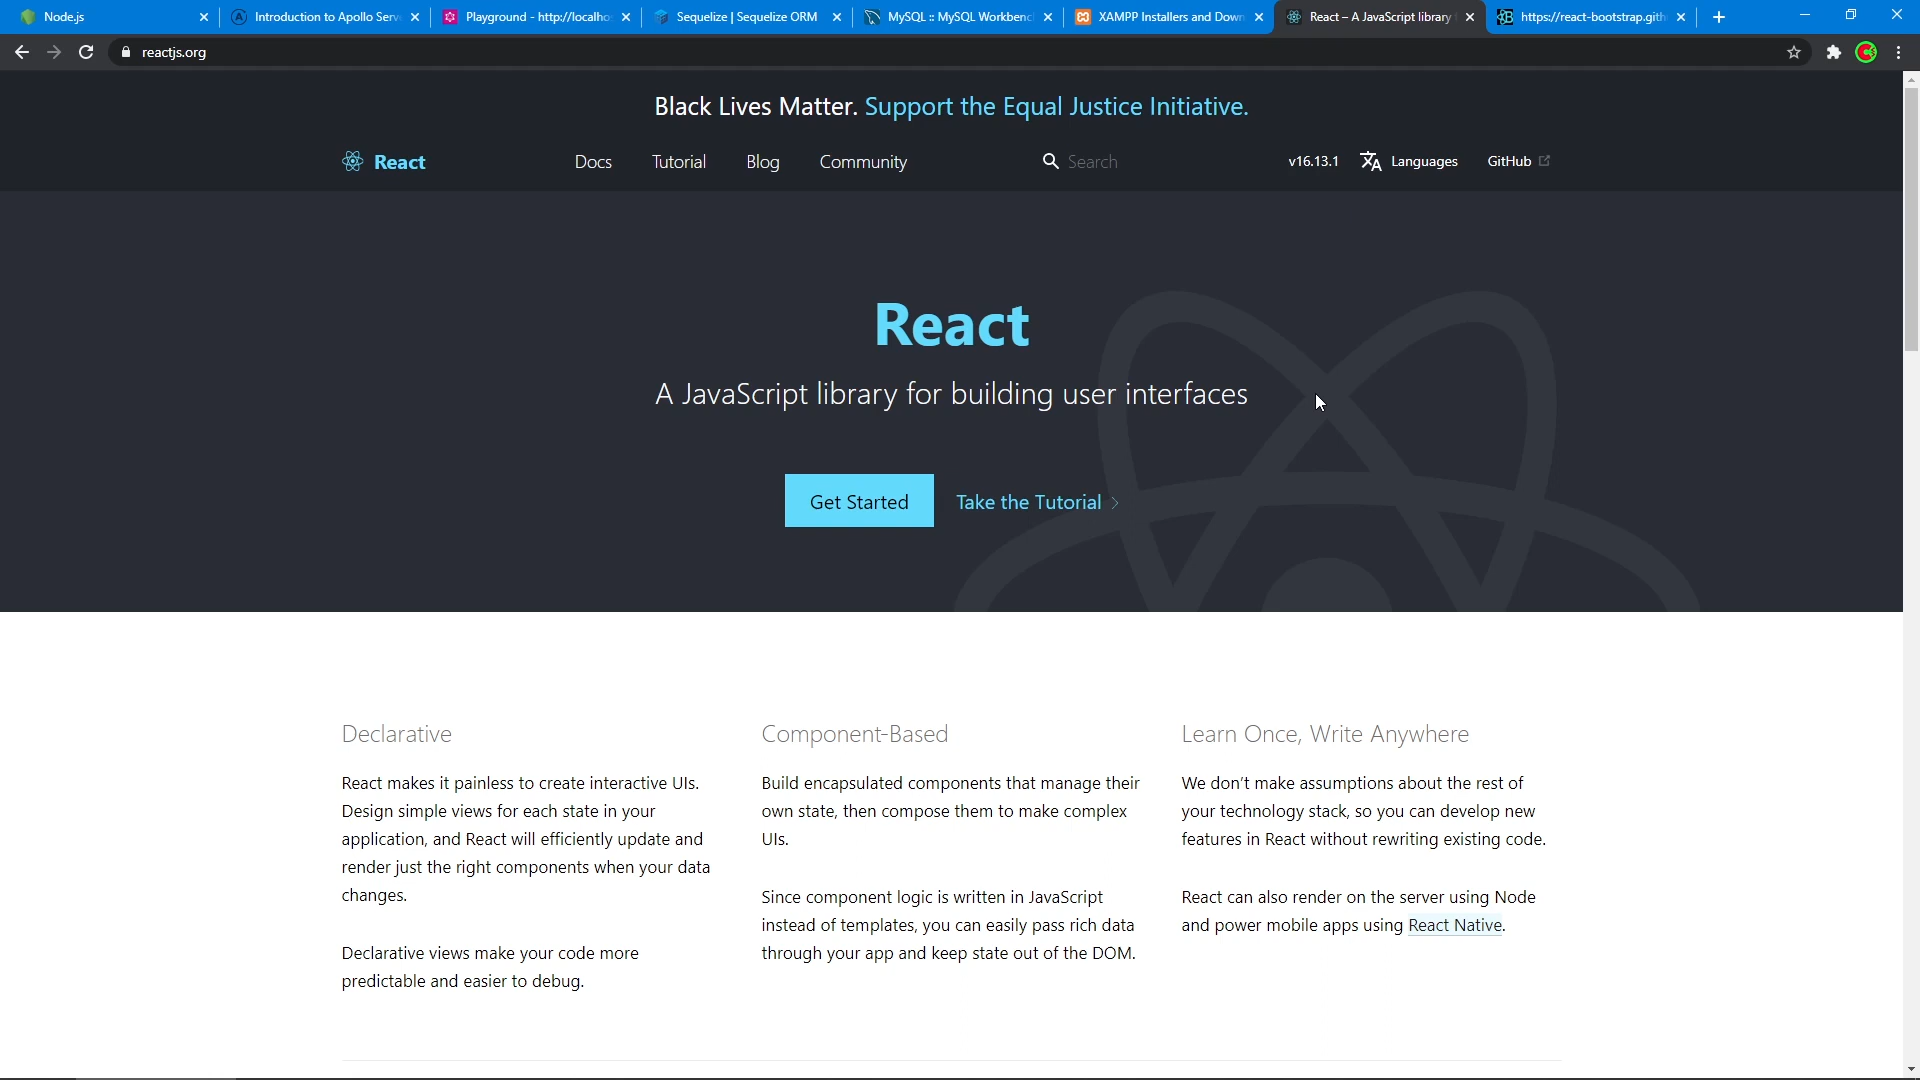 Node.js
Introduction to Apollo Serv
Playground - http://localho
Sequelize | Sequelize ORM
MySQL :: MySQL Workbenc
XAMPP Installers and Down
React – A JavaScript library
https://react-bootstrap.gith
reactjs.org
Black Lives Matter. Support the Equal Justice Initiative.
React
Docs
Tutorial
Blog
Community
Search
v16.13.1
Languages
GitHub
React
A JavaScript library for building user interfaces
Get Started
Take the Tutorial
Declarative
React makes it painless to create interactive UIs.
Design simple views for each state in your
application, and React will efficiently update and
render just the right components when your data
changes.
Declarative views make your code more
predictable and easier to debug.
Component-Based
Build encapsulated components that manage their
own state, then compose them to make complex
UIs.
Since component logic is written in JavaScript
instead of templates, you can easily pass rich data
through your app and keep state out of the DOM.
Learn Once, Write Anywhere
We don't make assumptions about the rest of
your technology stack, so you can develop new
features in React without rewriting existing code.
React can also render on the server using Node
and power mobile apps using React Native.